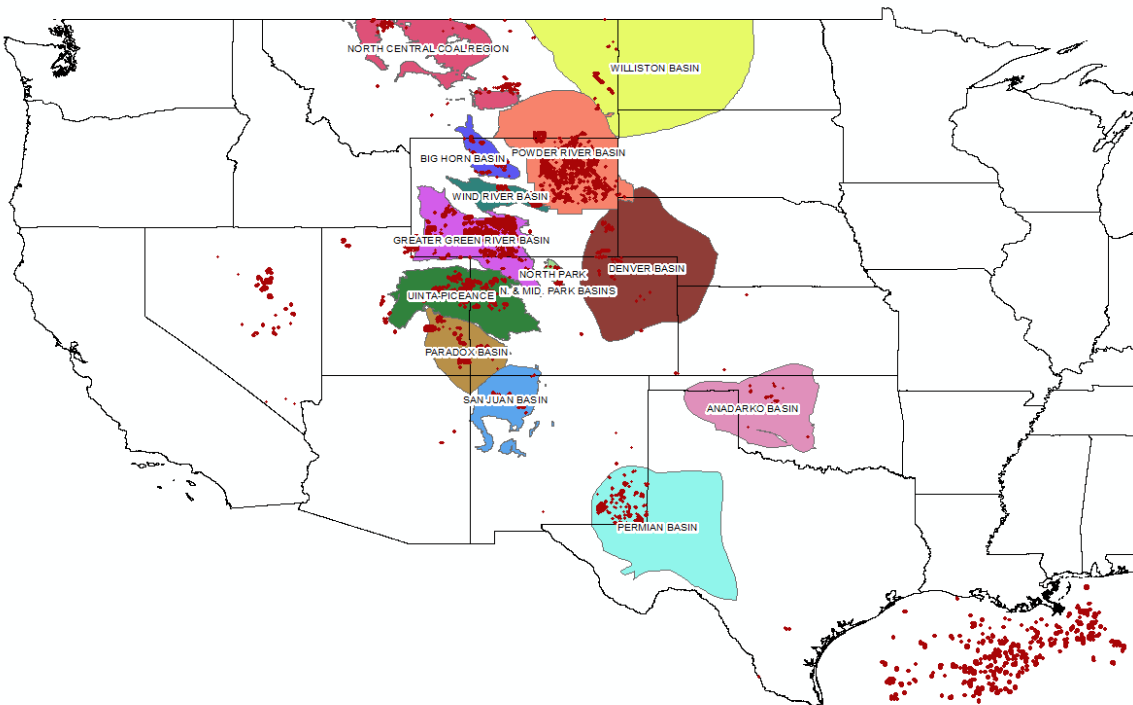 NORTH CENTRAL COAL REGION
WILLISTON BASIN
POWDER RIVER BASIN
BIG HORN BASIN
WIND RIVER BASIN
GREATER GREEN RIVER BASIN
NORTH PARK
DENVER BASIN
N. & MID. PARK BASINS
UINTA-PICEANCE
PARADOX BASIN
SAN JUAN BASIN
ANADARKO BASIN
PERMIAN BASIN